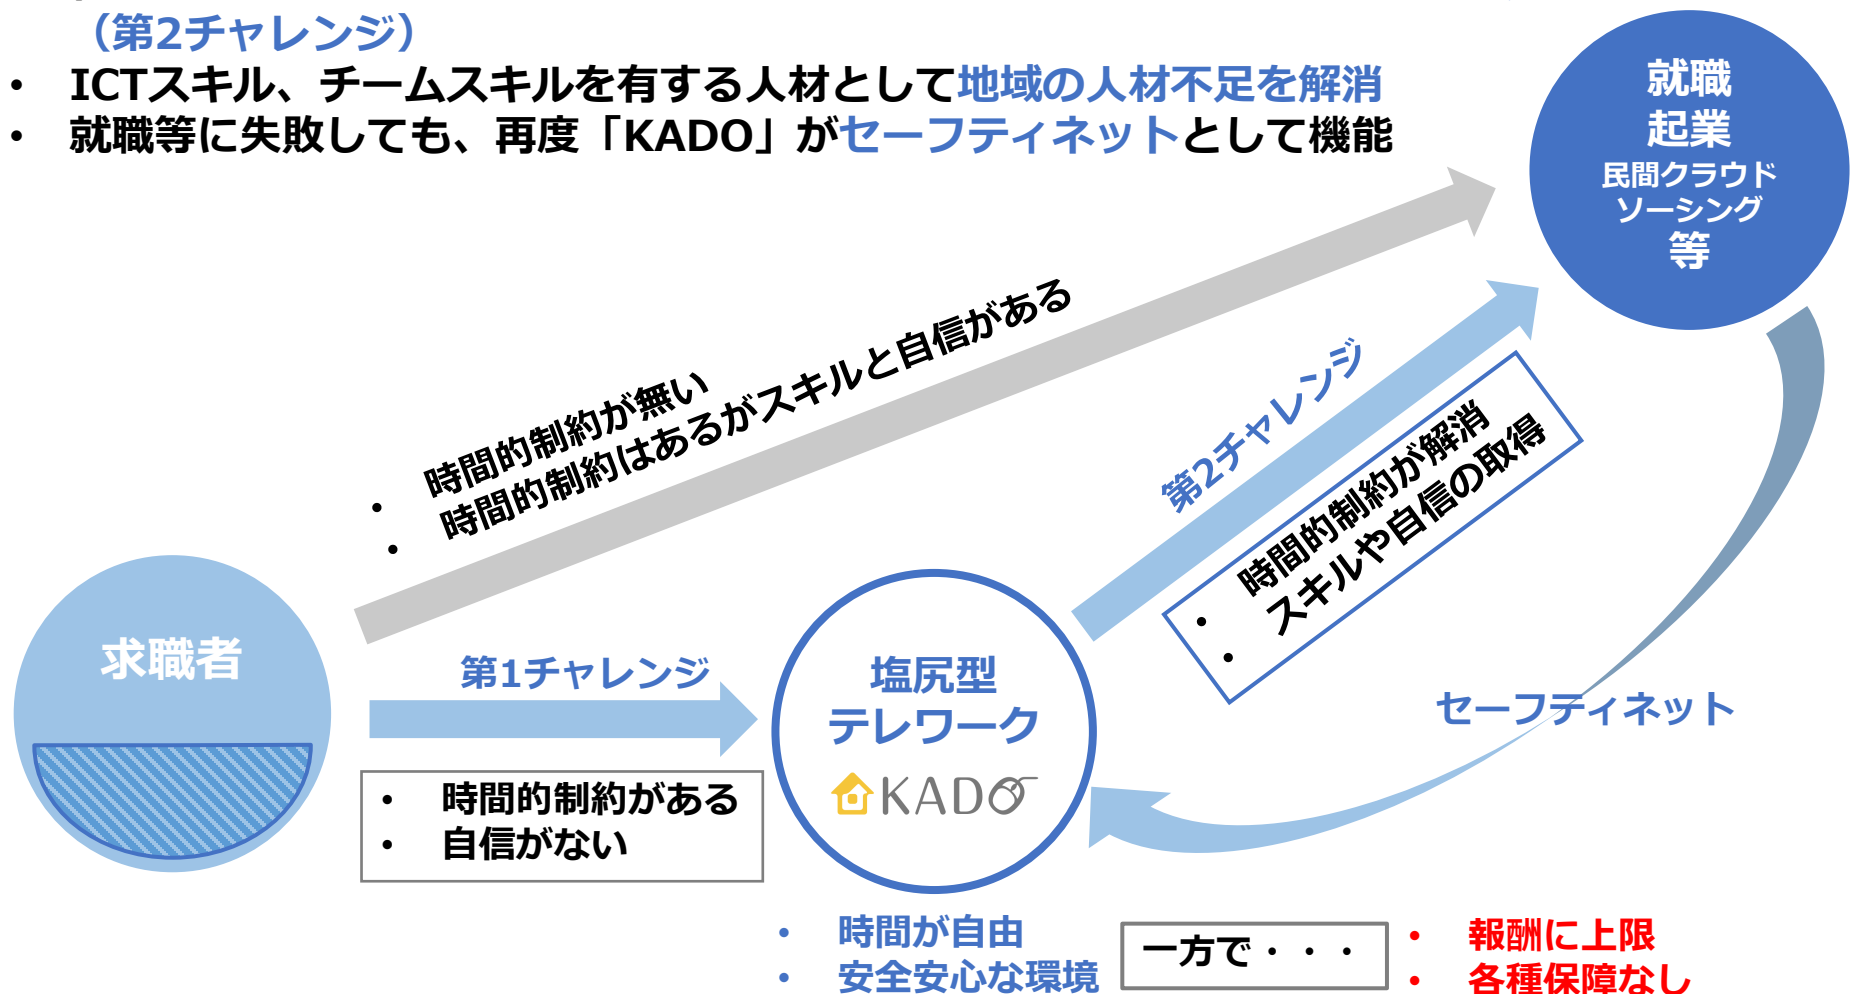 （第2チャレンジ）
• ICTスキル、チームスキルを有する人材として地域の人材不足を解消
• 就職等に失敗しても、再度「KADO」がセーフティネットとして機能
就職
起業
民間クラウド
ソーシング
等
• 時間的制約が無い
• 時間的制約はあるがスキルと自信がある
第2チャレンジ
• 時間的制約が解消
• スキルや自信の取得
求職者
第1チャレンジ
• 時間的制約がある
• 自信がない
塩尻型
テレワーク
KADO
セーフティネット
• 時間が自由
• 安全安心な環境
一方で・・・
• 報酬に上限
• 各種保障なし